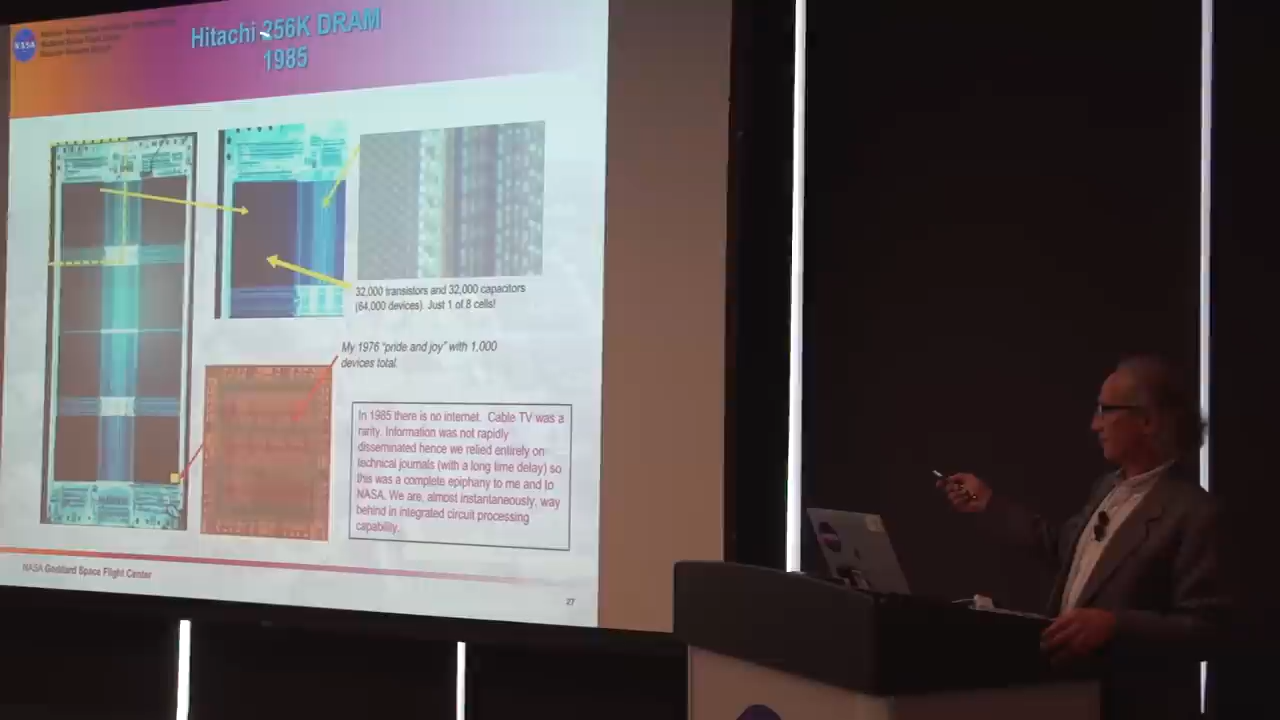 NASA
Hitachi 256K DRAM
1985
32,000 transistors and 32,000 capacitors
(64,000 devices). Just 1 of 8 cells!
My 1976 "pride and joy" with 1,000
devices total.
In 1985 there is no internet. Cable TV was a
rarity. Information was not rapidly
disseminated hence we relied entirely on
technical journals (with a long time delay) so
this was a complete epiphany to me and to
NASA. We are, almost instantaneously, way
behind in integrated circuit processing
capability.
NASA Goddard Space Flight Center
27